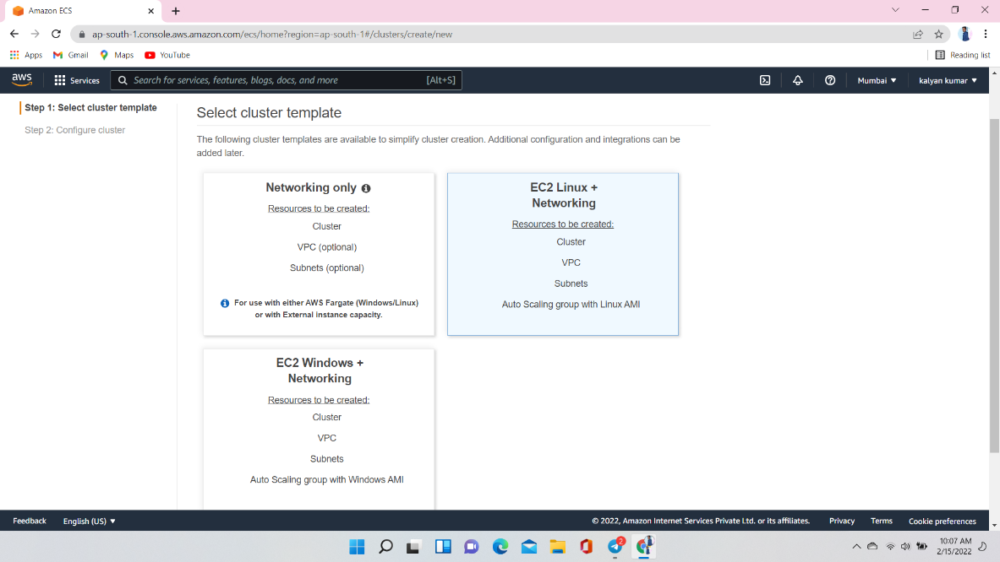 Amazon ECS
ap-south-1.console.aws.amazon.com/ecs/home?region=ap-south-1#/clusters/create/new
Apps Gmail Maps YouTube Reading list
aws Services Search for services, features, blogs, docs, and more [Alt+S] Mumbai kalyan kumar
Step 1: Select cluster template
Step 2: Configure cluster
Select cluster template
The following cluster templates are available to simplify cluster creation. Additional configuration and integrations can be
added later.
Networking only
Resources to be created:
Cluster
VPC (optional)
Subnets (optional)
For use with either AWS Fargate (Windows/Linux)
or with External instance capacity.
EC2 Linux +
Networking
Resources to be created:
Cluster
VPC
Subnets
Auto Scaling group with Linux AMI
EC2 Windows +
Networking
Resources to be created:
Cluster
VPC
Subnets
Auto Scaling group with Windows AMI
Feedback English (US) © 2022, Amazon Internet Services Private Ltd. or its affiliates. Privacy Terms Cookie preferences
2
10:07 AM
2/15/2022